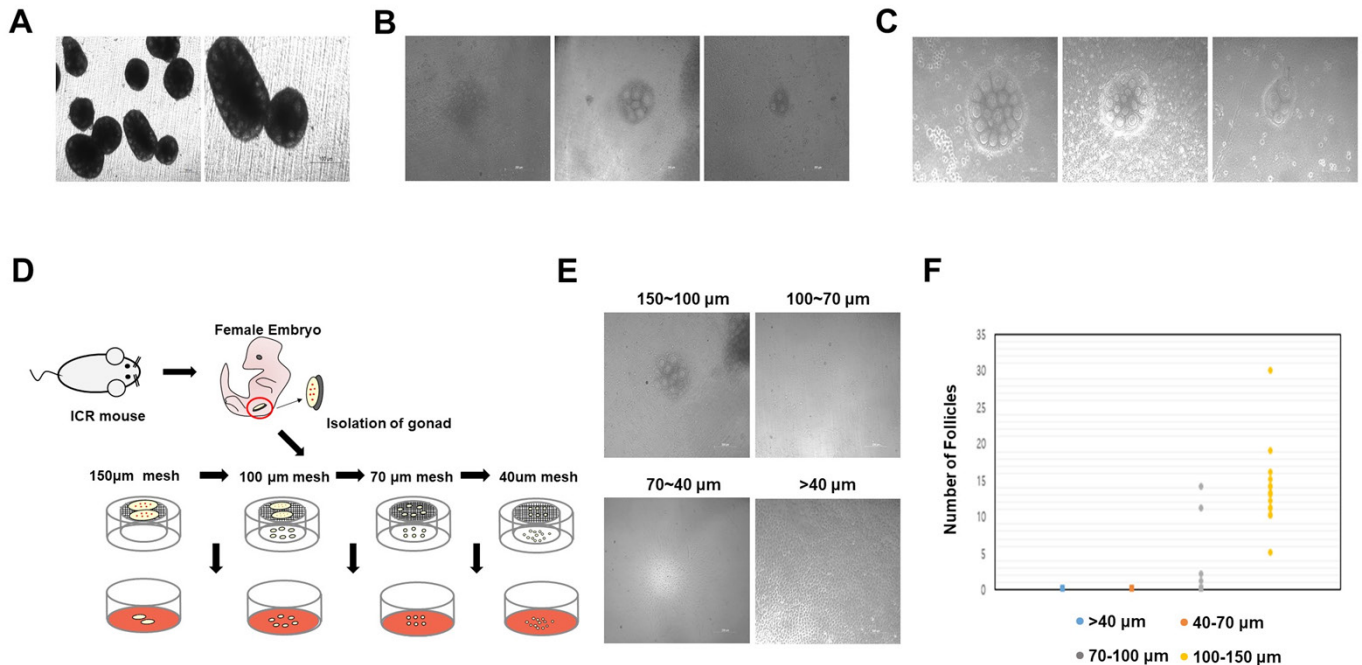 A
B
C
D
ICR mouse
Female Embryo
Isolation of gonad
150µm mesh
100 µm mesh
70 µm mesh
40um mesh
E
150~100 µm
100~70 µm
70~40 µm
>40 µm
F
Number of Follicles
35
30
25
20
15
10
5
0
>40 µm
40-70 µm
70-100 µm
100-150 µm